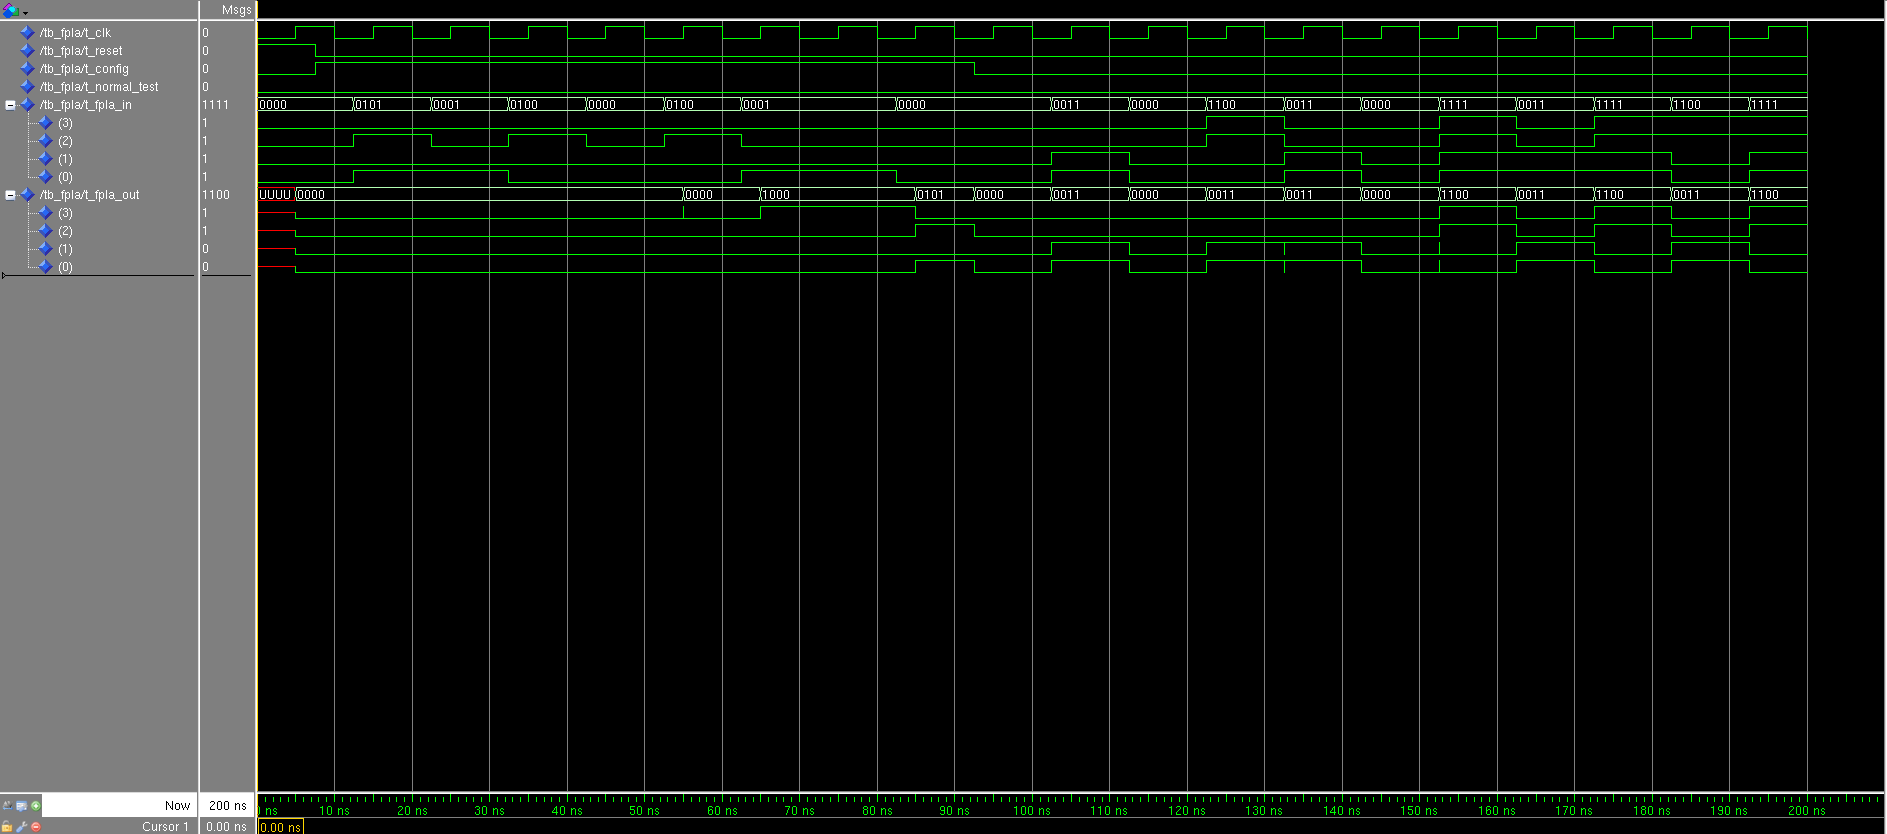 Msgs
/tb_fpla/t_clk 0
/tb_fpla/t_reset 0
/tb_fpla/t_config 0
/tb_fpla/t_normal_test 0
/tb_fpla/t_fpla_in 1111 0000 0101 0001 0100 0000 0100 0001 0000 0011 0000 1100 0011 0000 1111 0011 1111 1100 1111
(3) 1
(2) 1
(1) 1
(0) 1
/tb_fpla/t_fpla_out 1100 UUUU 0000 0000 1000 0101 0000 0011 0000 0011 0011 0000 1100 0011 1100 0011 1100
(3) 1
(2) 1
(1) 0
(0) 0
Now 200 ns ns 10 ns 20 ns 30 ns 40 ns 50 ns 60 ns 70 ns 80 ns 90 ns 100 ns 110 ns 120 ns 130 ns 140 ns 150 ns 160 ns 170 ns 180 ns 190 ns 200 ns
Cursor 1 0.00 ns 0.00 ns